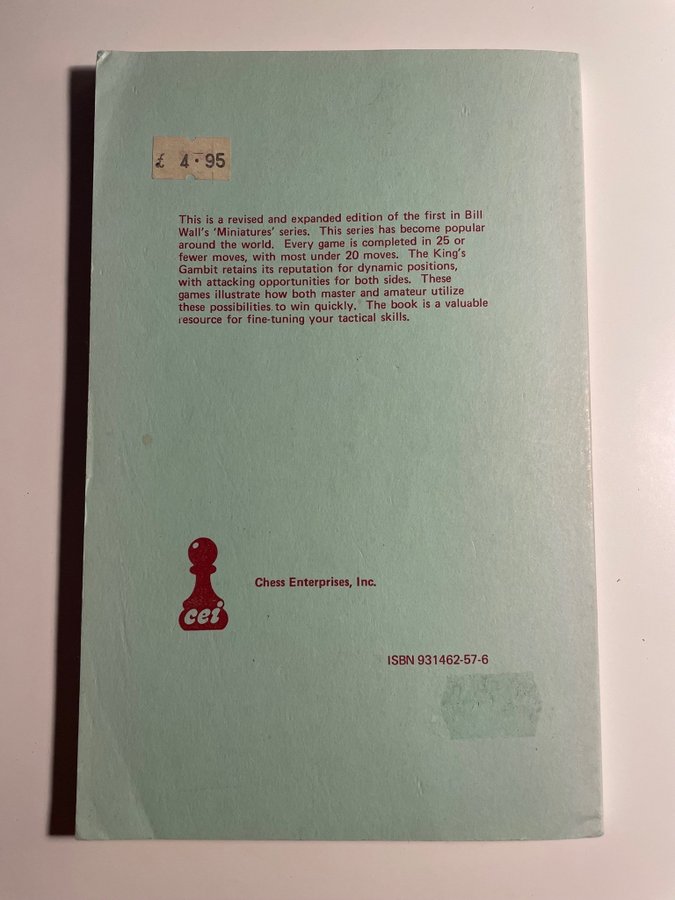 £ 4·95
This is a revised and expanded edition of the first in Bill
Wall's 'Miniatures' series. This series has become popular
around the world. Every game is completed in 25 or
fewer moves, with most under 20 moves. The King's
Gambit retains its reputation for dynamic positions,
with attacking opportunities for both sides. These
games illustrate how both master and amateur utilize
these possibilities to win quickly. The book is a valuable
resource for fine-tuning your tactical skills.
Chess Enterprises, Inc.
cei
ISBN 931462-57-6